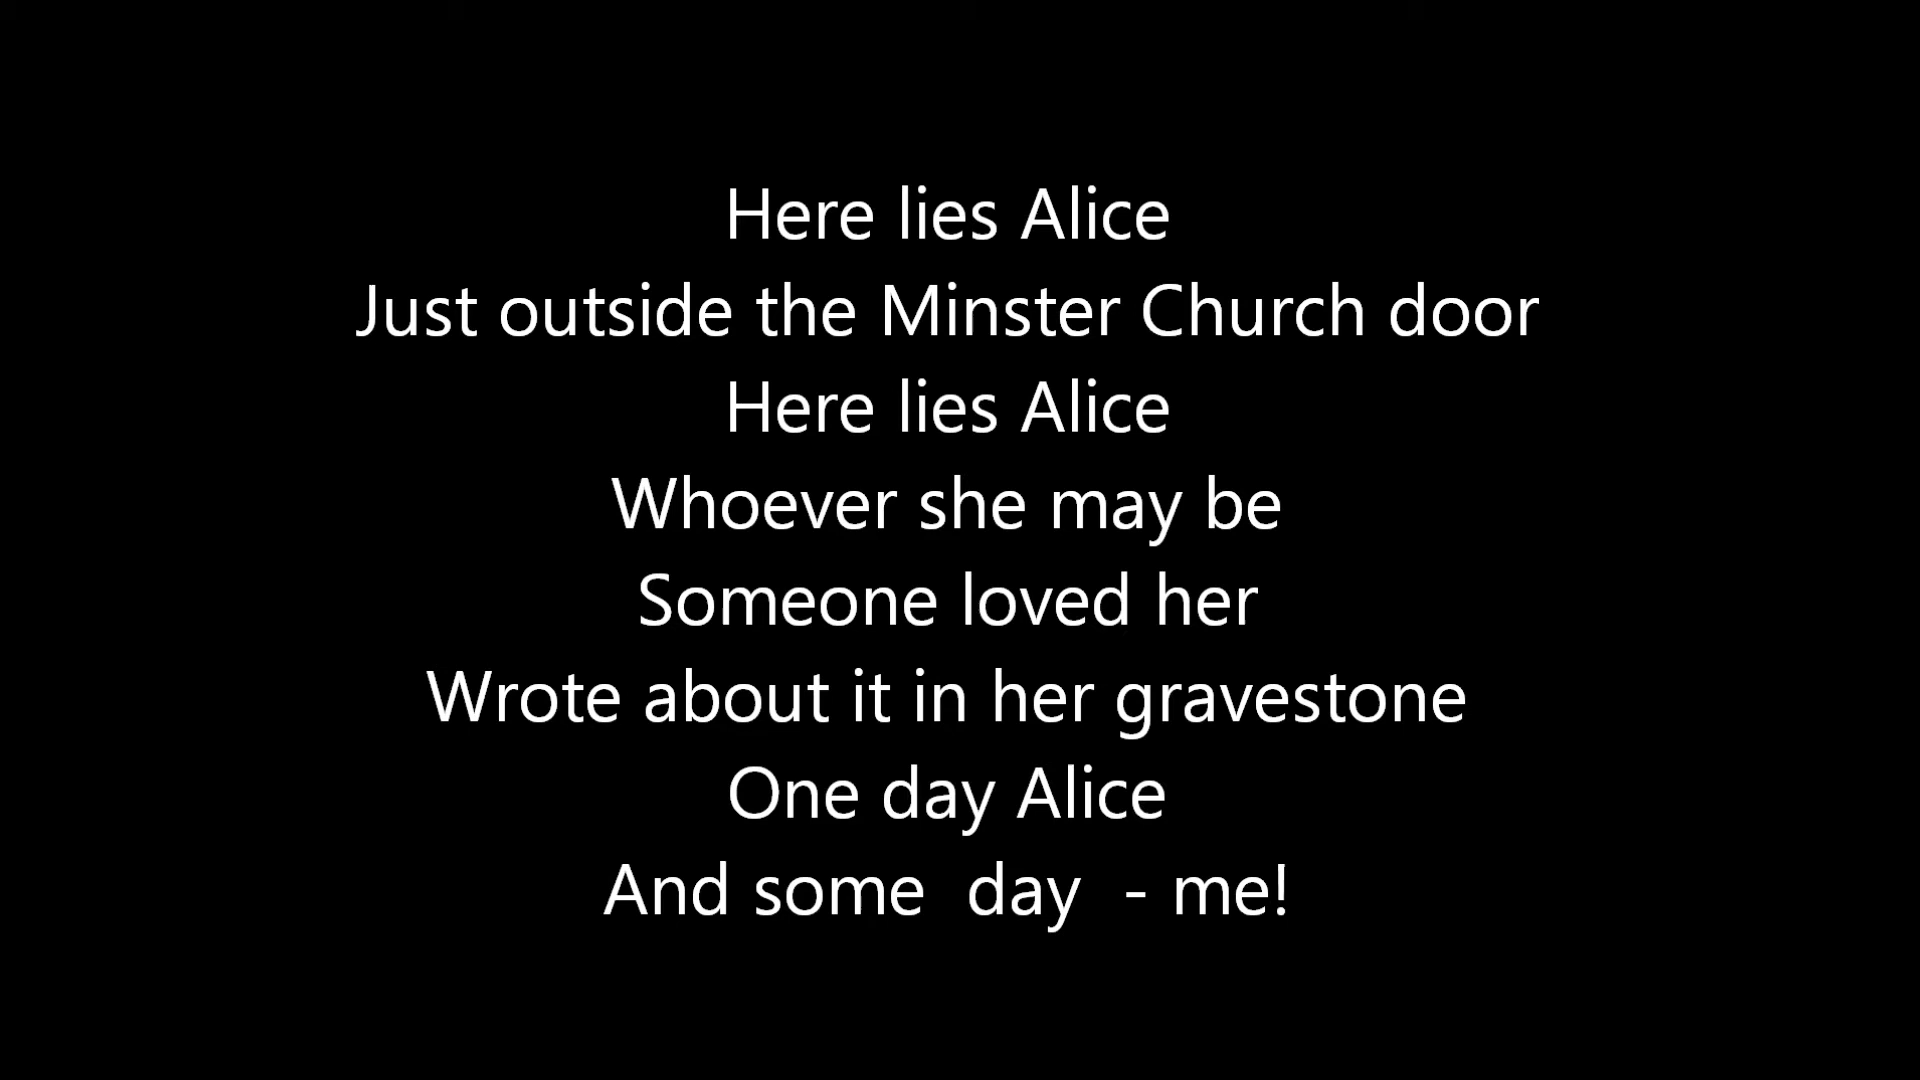 Here lies Alice
Just outside the Minster Church door
Here lies Alice
Whoever she may be
Someone loved her
Wrote about it in her gravestone
One day Alice
And some  day  - me!